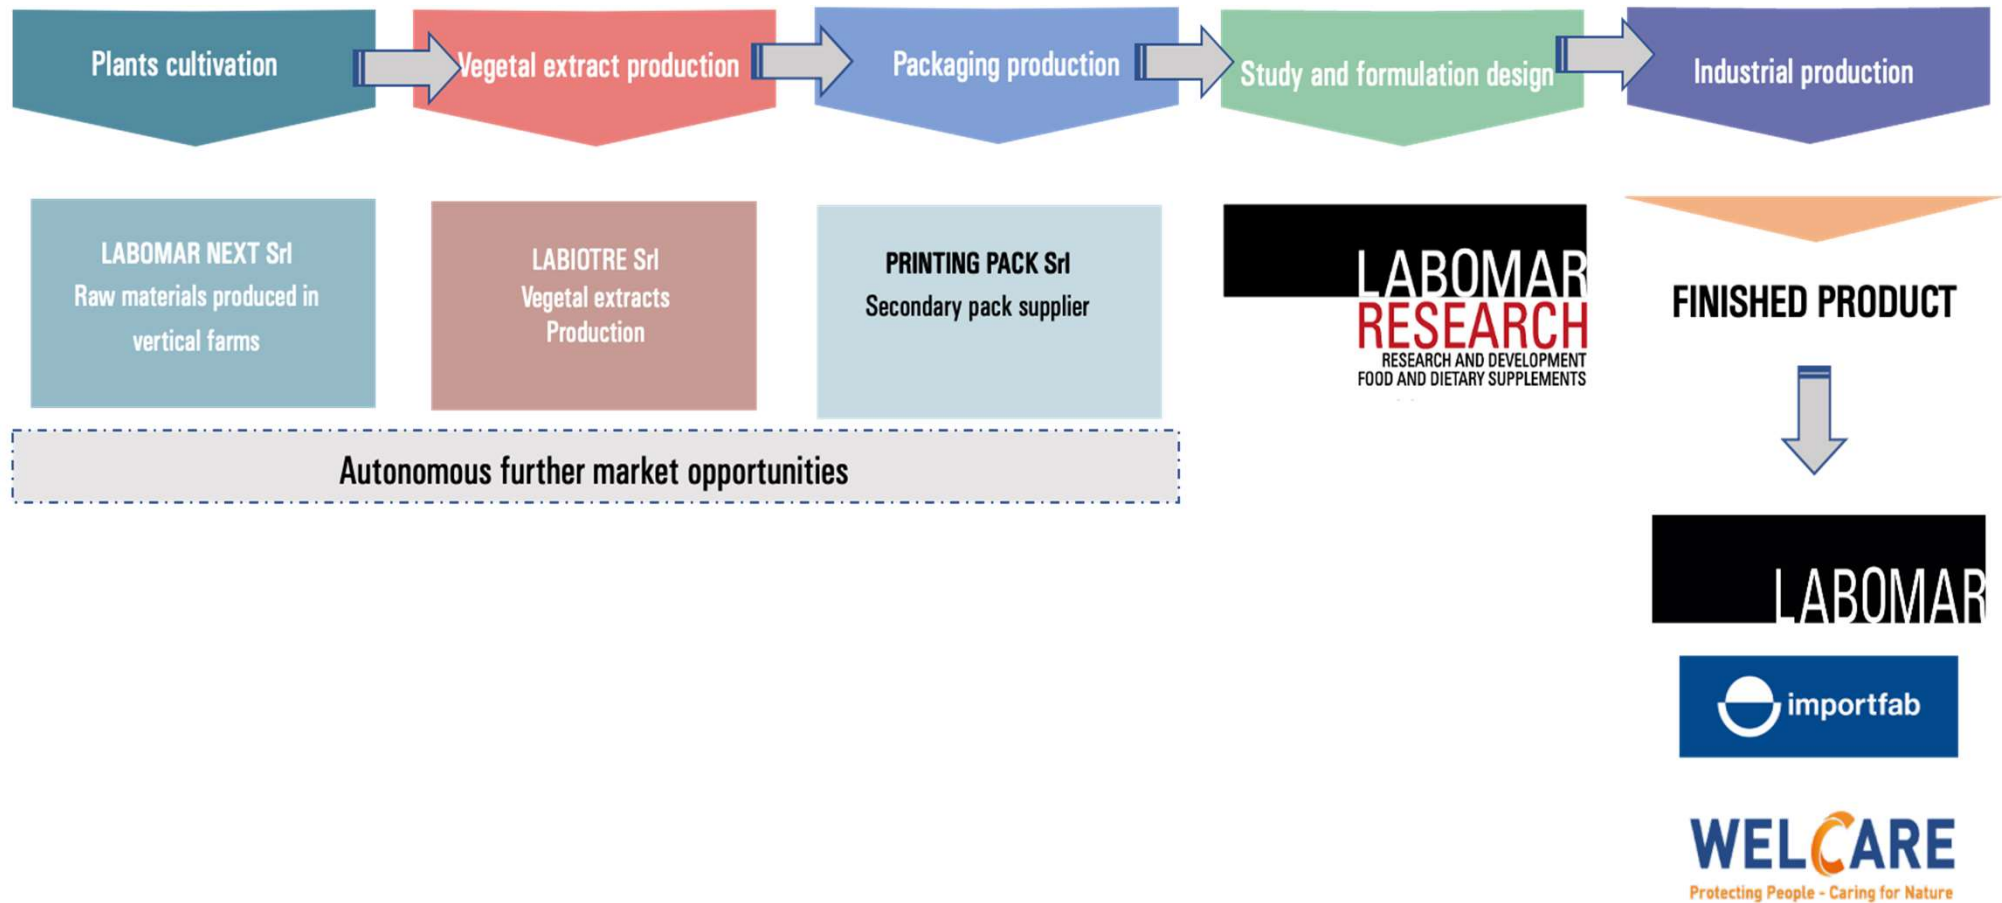 Plants cultivation
Vegetal extract production
Packaging production
Study and formulation design
Industrial production
LABOMAR NEXT Srl
Raw materials produced in
vertical farms
LABIOTRE Srl
Vegetal extracts
Production
PRINTING PACK Srl
Secondary pack supplier
LABOMAR
RESEARCH
RESEARCH AND DEVELOPMENT
FOOD AND DIETARY SUPPLEMENTS
FINISHED PRODUCT
Autonomous further market opportunities
LABOMAR
importfab
WELCARE
Protecting People - Caring for Nature